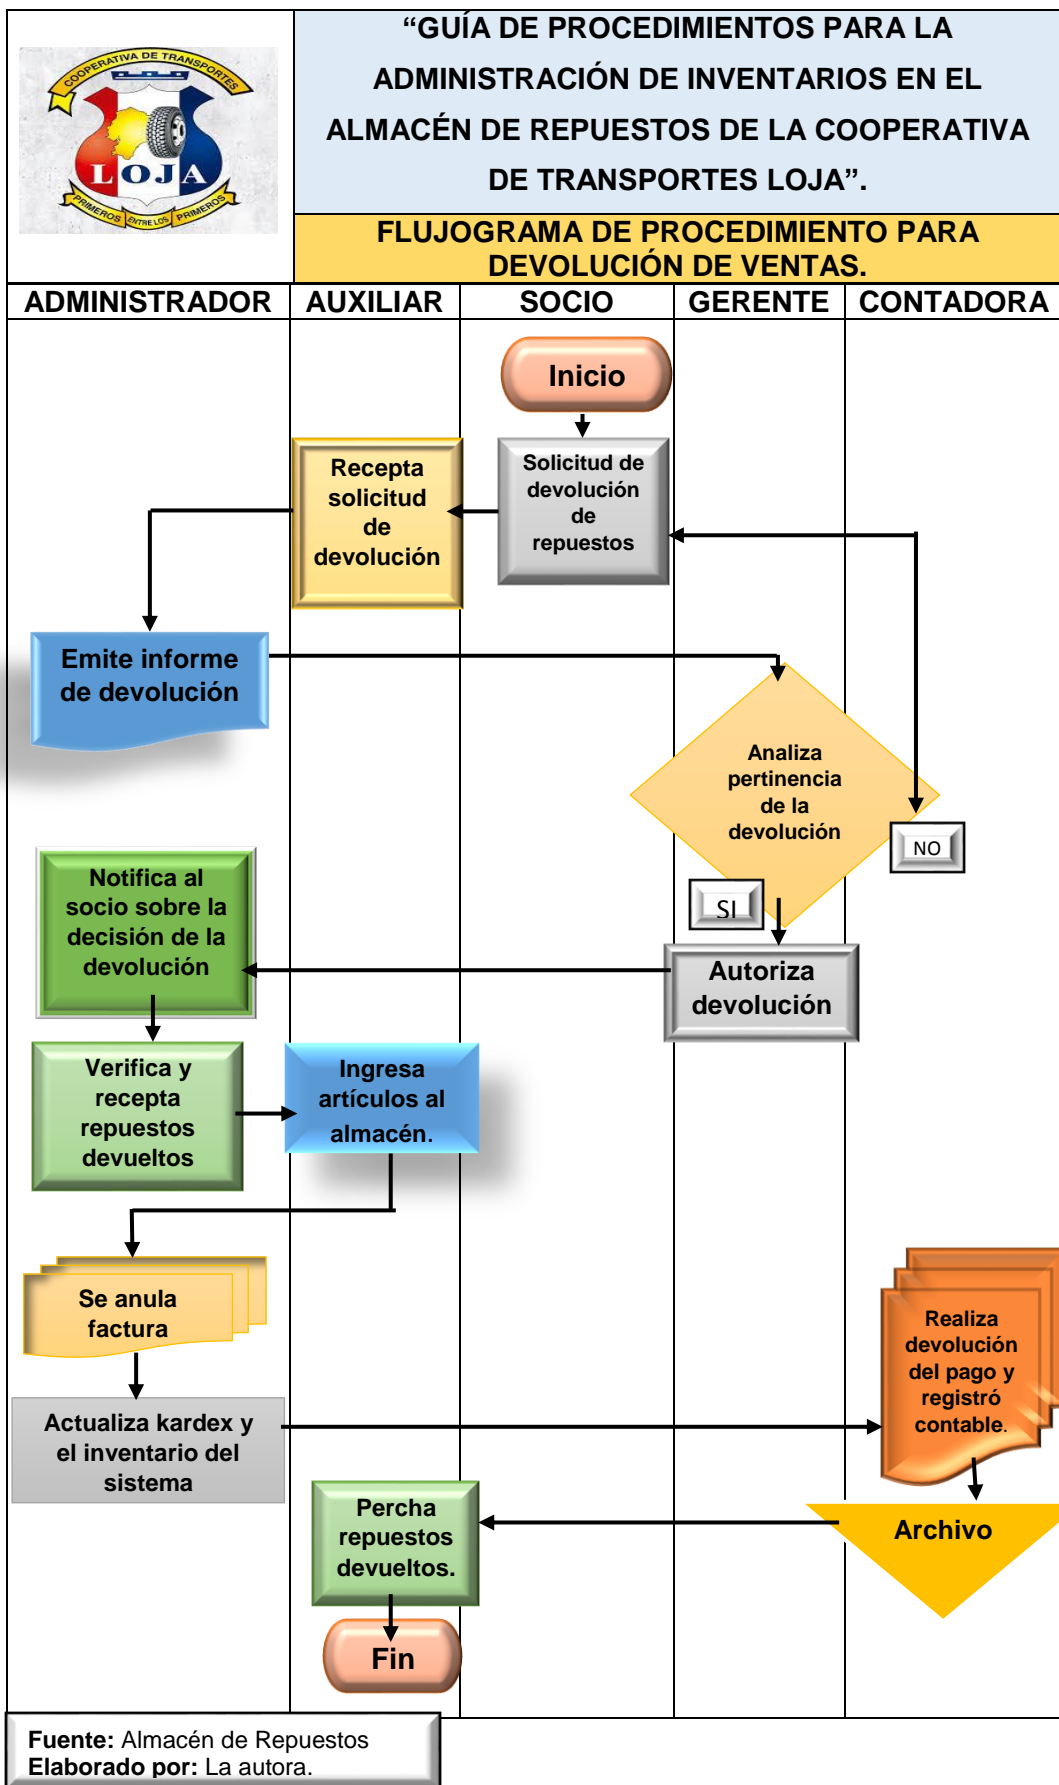 COOPERATIVA DE TRANSPORTES
LOJA
PRIMEROS ENTRE LOS PRIMEROS
“GUÍA DE PROCEDIMIENTOS PARA LA
ADMINISTRACIÓN DE INVENTARIOS EN EL
ALMACÉN DE REPUESTOS DE LA COOPERATIVA
DE TRANSPORTES LOJA”.
FLUJOGRAMA DE PROCEDIMIENTO PARA
DEVOLUCIÓN DE VENTAS.
ADMINISTRADOR AUXILIAR SOCIO GERENTE CONTADORA
Inicio
Solicitud de
devolución
de
repuestos
Recepta
solicitud
de
devolución
Emite informe
de devolución
Analiza
pertinencia
de la
devolución
NO
SI
Autoriza
devolución
Notifica al
socio sobre la
decisión de la
devolución
Verifica y
recepta
repuestos
devueltos
Ingresa
artículos al
almacén.
Se anula
factura
Actualiza kardex y
el inventario del
sistema
Realiza
devolución
del pago y
registró
contable.
Archivo
Percha
repuestos
devueltos.
Fin
Fuente: Almacén de Repuestos
Elaborado por: La autora.